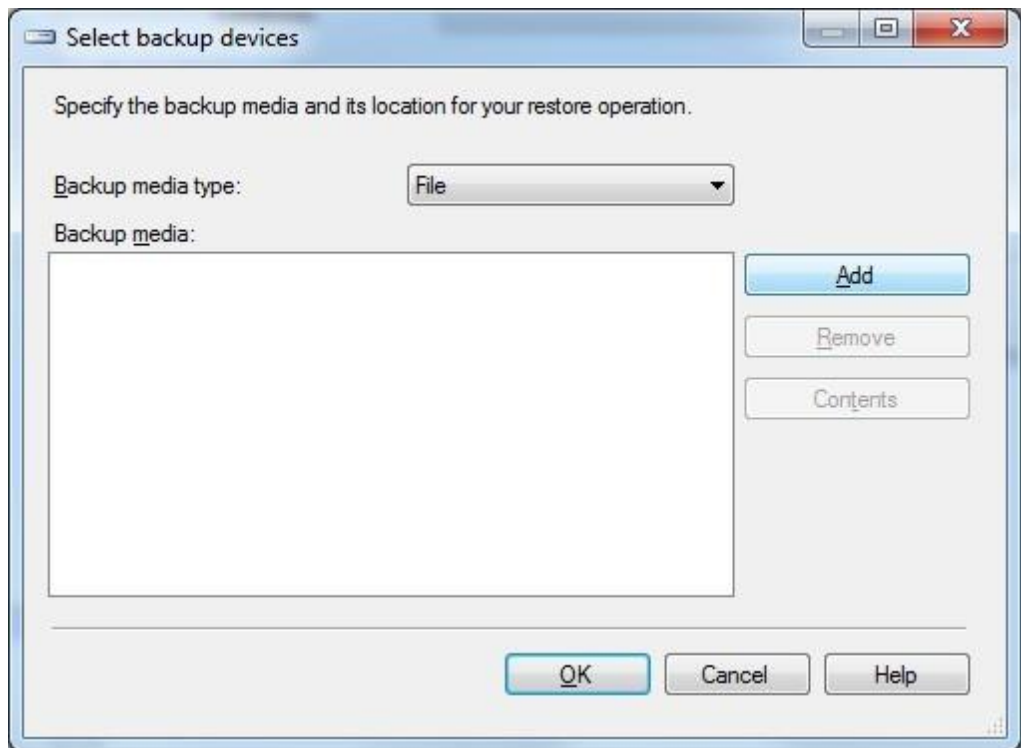 Select backup devices
Specify the backup media and its location for your restore operation.
Backup media type:
File
Backup media:
Add
Remove
Contents
OK
Cancel
Help